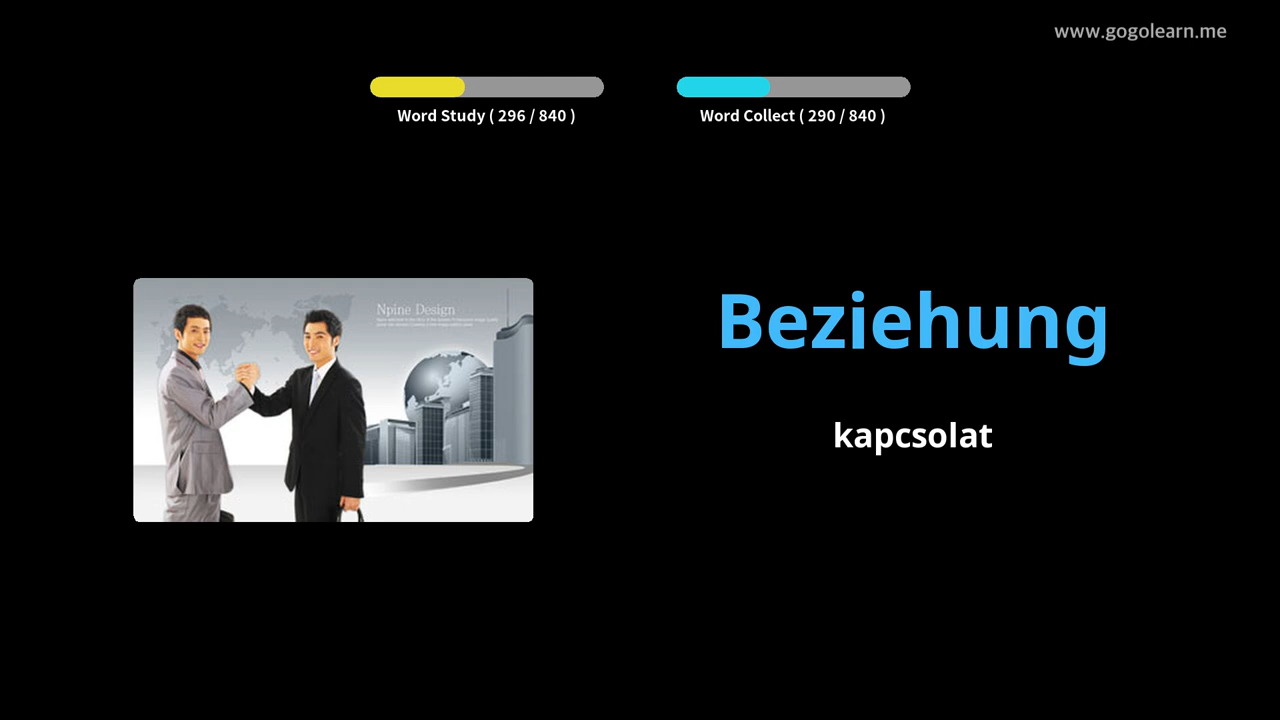 www.gogolearn.me
Word Study ( 296 / 840 )
Word Collect ( 290 / 840 )
Npine Design
Beziehung
kapcsolat